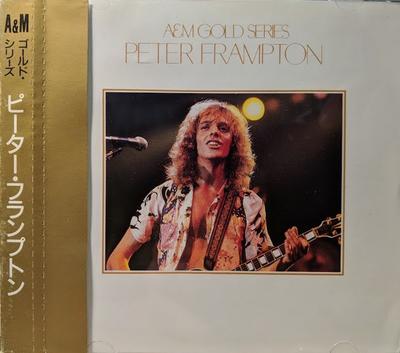 A&M
ゴールド・
シリーズ
ピーター・フランプトン
A&M GOLD SERIES
PETER FRAMPTON